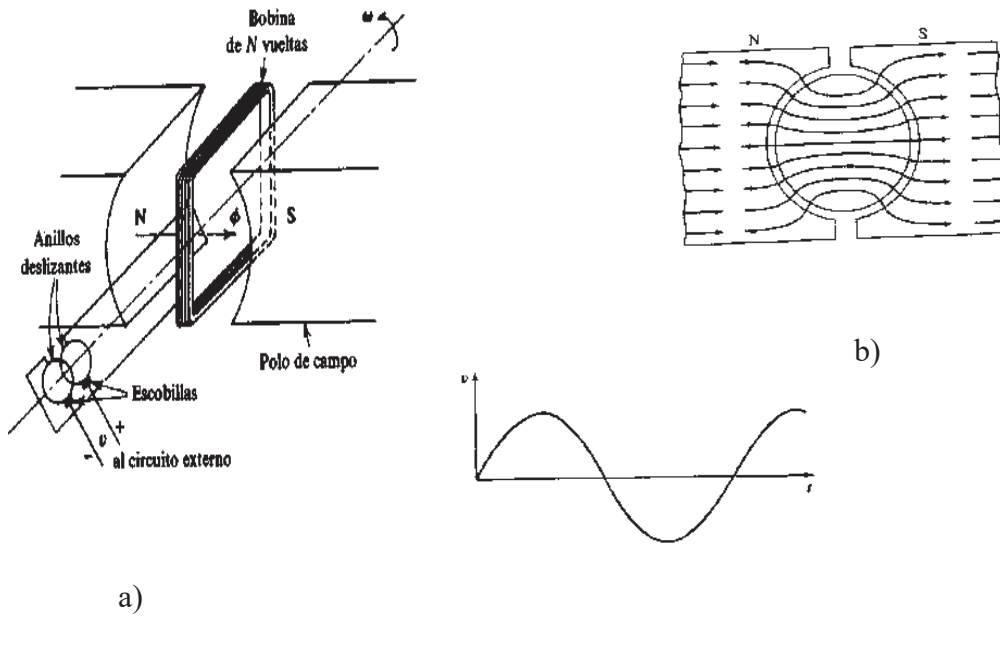 Bobina
de N vueltas
ω
N
ϕ
S
Anillos
deslizantes
Polo de campo
Escobillas
υ +
-
al circuito externo
a)
N
S
b)
υ
t